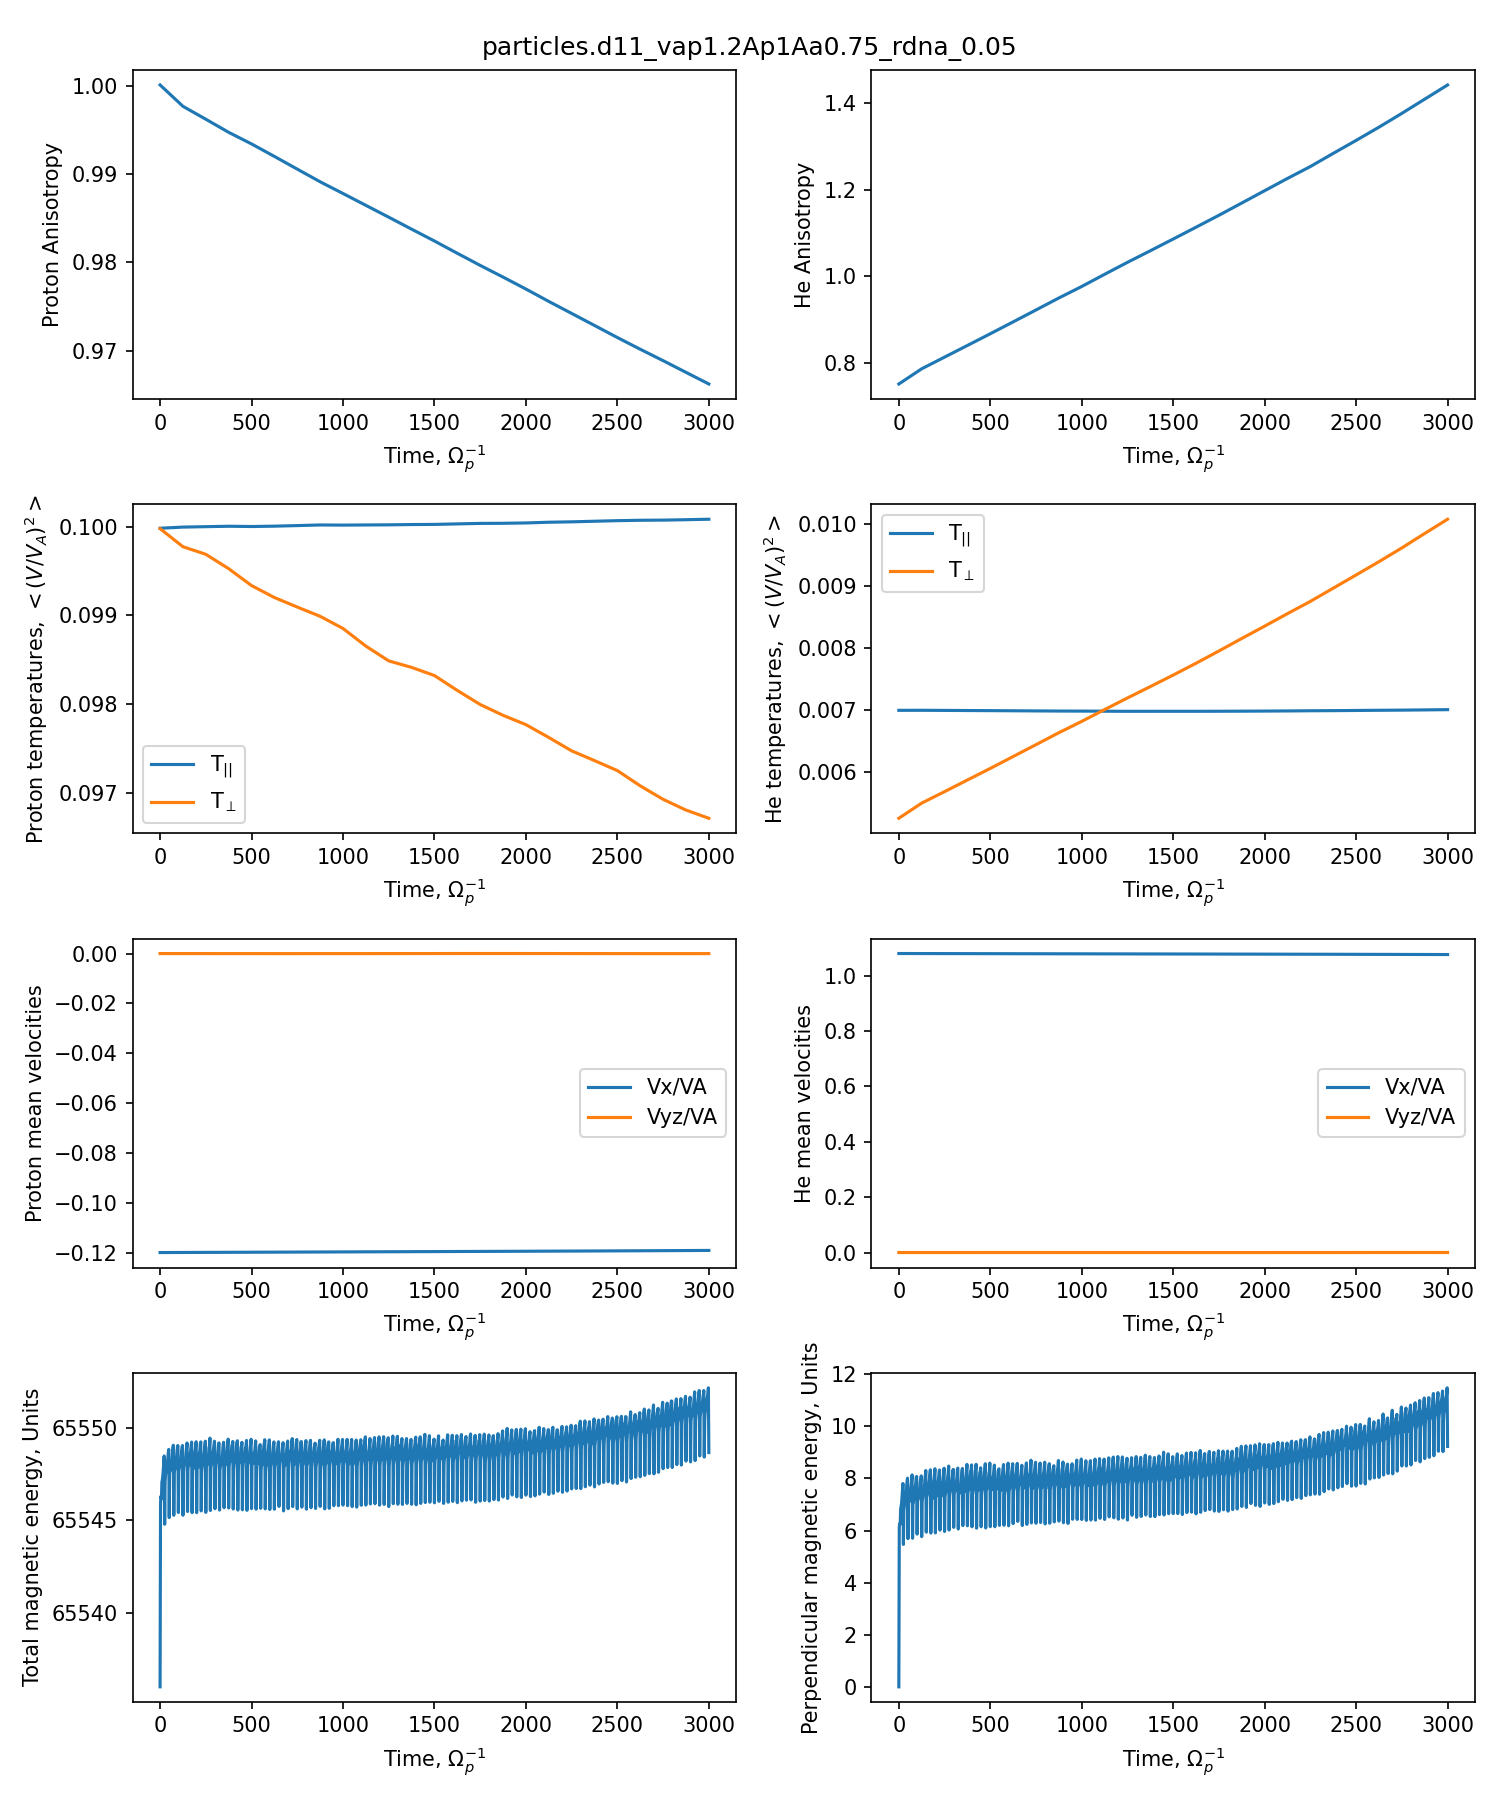 particles.d11_vap1.2Ap1Aa0.75_rdna_0.05
1.00
0.99
0.98
0.97
Proton Anisotropy
0 500 1000 1500 2000 2500 3000
Time, Ω_p^{-1}
1.4
1.2
1.0
0.8
He Anisotropy
0 500 1000 1500 2000 2500 3000
Time, Ω_p^{-1}
0.100
0.099
0.098
0.097
Proton temperatures, < (V/V_A)^2 >
T_{||}
T_⊥
0 500 1000 1500 2000 2500 3000
Time, Ω_p^{-1}
0.010
0.009
0.008
0.007
0.006
He temperatures, < (V/V_A)^2 >
T_{||}
T_⊥
0 500 1000 1500 2000 2500 3000
Time, Ω_p^{-1}
0.00
−0.02
−0.04
−0.06
−0.08
−0.10
−0.12
Proton mean velocities
Vx/VA
Vyz/VA
0 500 1000 1500 2000 2500 3000
Time, Ω_p^{-1}
1.0
0.8
0.6
0.4
0.2
0.0
He mean velocities
Vx/VA
Vyz/VA
0 500 1000 1500 2000 2500 3000
Time, Ω_p^{-1}
65550
65545
65540
Total magnetic energy, Units
0 500 1000 1500 2000 2500 3000
Time, Ω_p^{-1}
12
10
8
6
4
2
0
Perpendicular magnetic energy, Units
0 500 1000 1500 2000 2500 3000
Time, Ω_p^{-1}